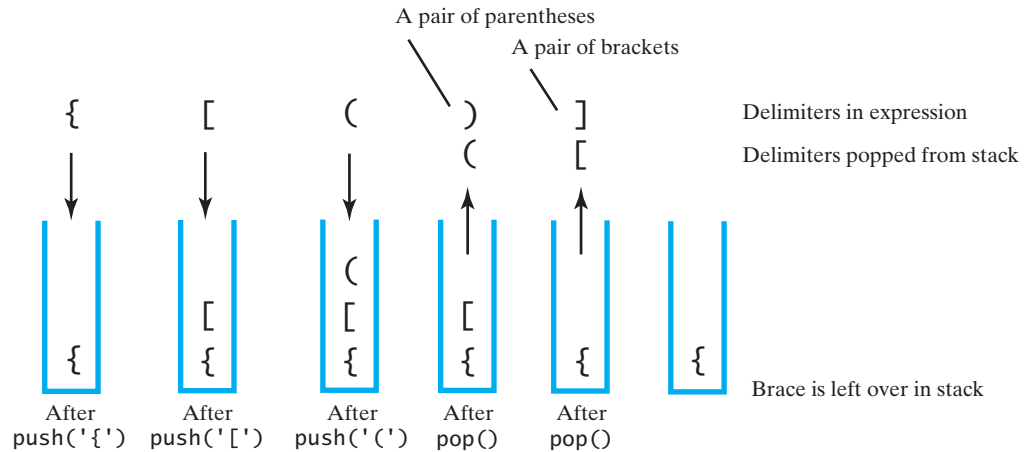 A pair of parentheses
A pair of brackets
{ [ ( ) ] Delimiters in expression
( [ Delimiters popped from stack
(
[ [ [
{ { { { { {
Brace is left over in stack
After After After After After
push('{') push('[') push('(') pop() pop()